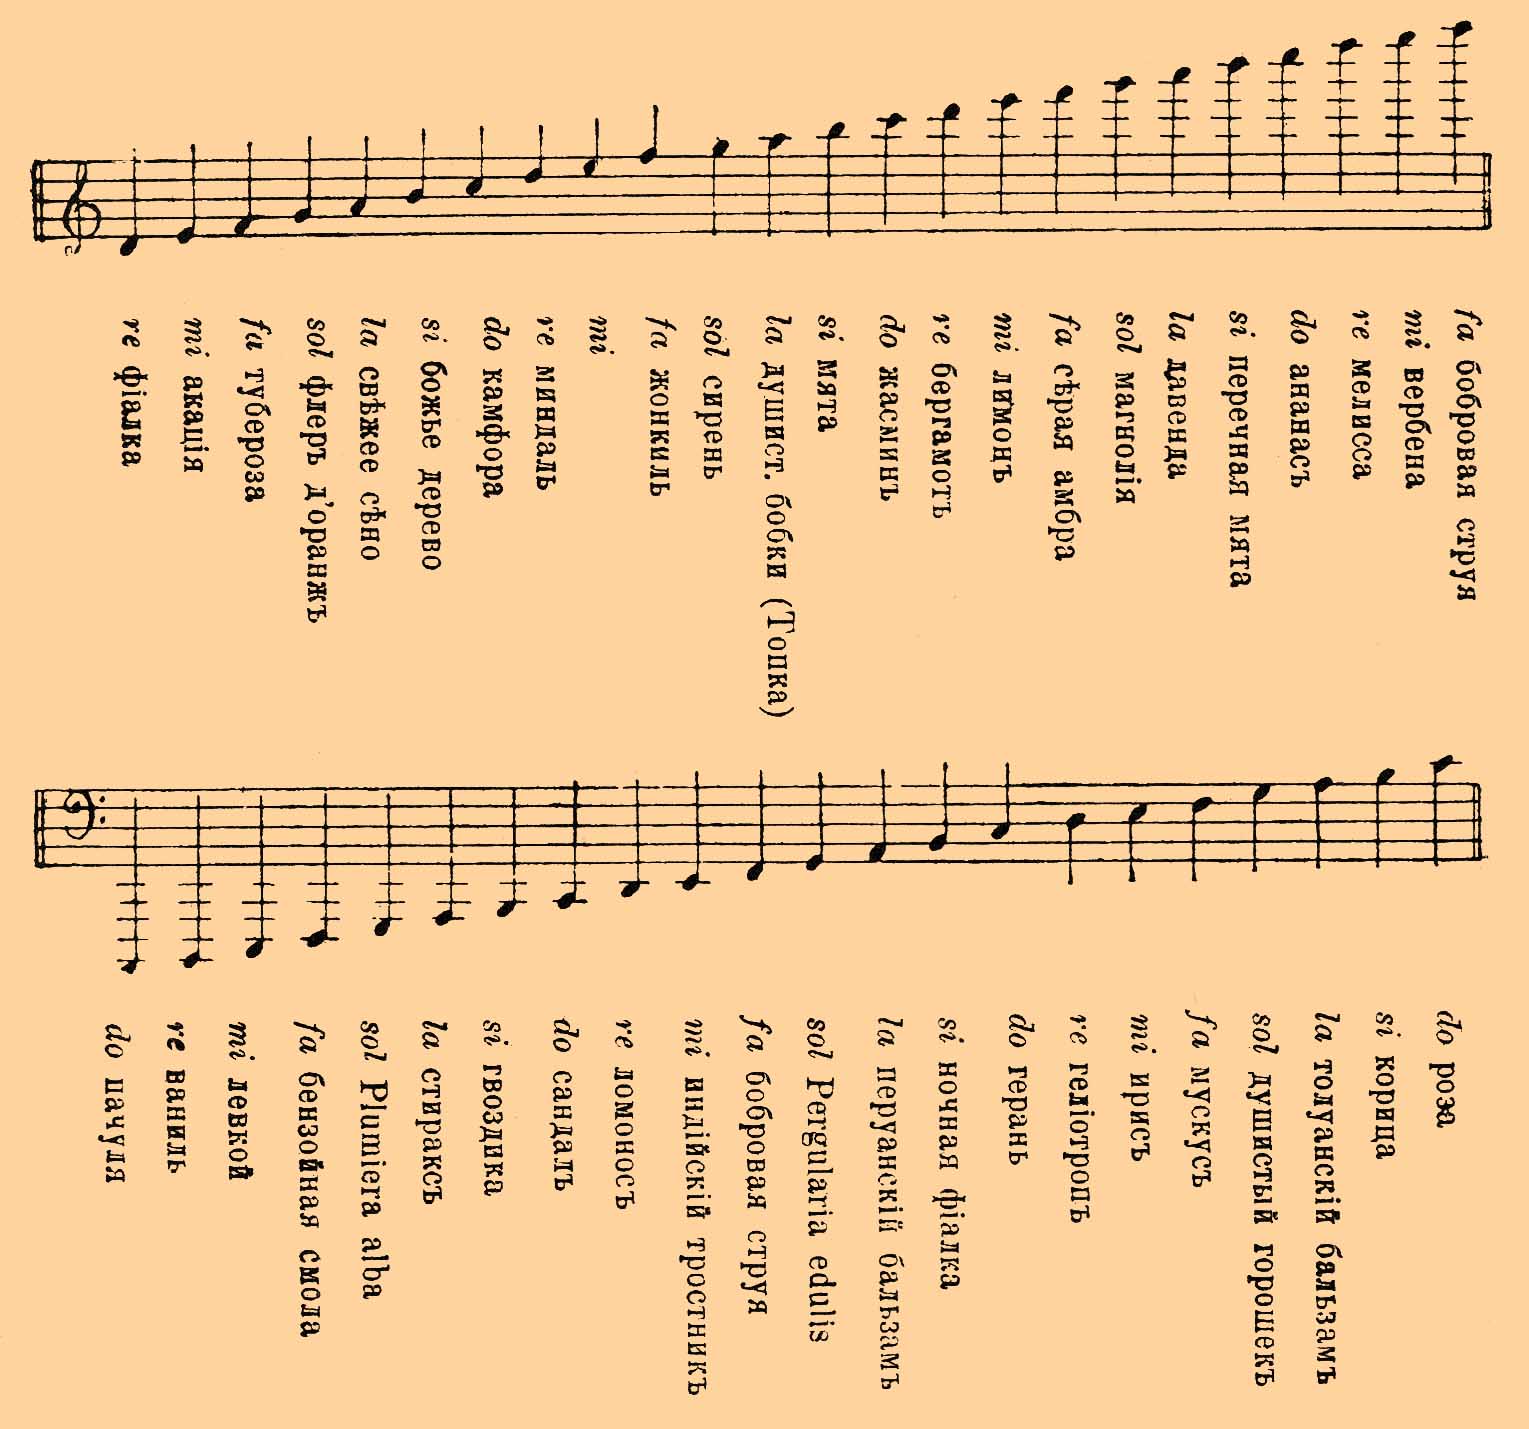 re фіалка
mi акація
fa тубероза
sol флеръ д'оранжъ
la свѣжее сѣно
si божье дерево
do камфора
re миндаль
mi
fa жонкиль
sol сирень
la душист. бобки (Топка)
si мята
do жасминъ
re бергамотъ
mi лимонъ
fa сѣрая амбра
sol магнолія
la давенда
si перечная мята
do ананасъ
re мелисса
mi вербена
fa бобровая струя
do пачуля
re ваниль
mi левкой
fa бензойная смола
sol Plumiera alba
la стираксъ
si гвоздика
do сандалъ
re ломоносъ
mi индійскій тростникъ
fa бобровая струя
sol Pergularia edulis
la перуанскій бальзамъ
si ночная фіалка
do герань
re геліотропъ
mi ирисъ
fa мускусъ
sol душистый горошекъ
la толуанскій бальзамъ
si корица
do роза